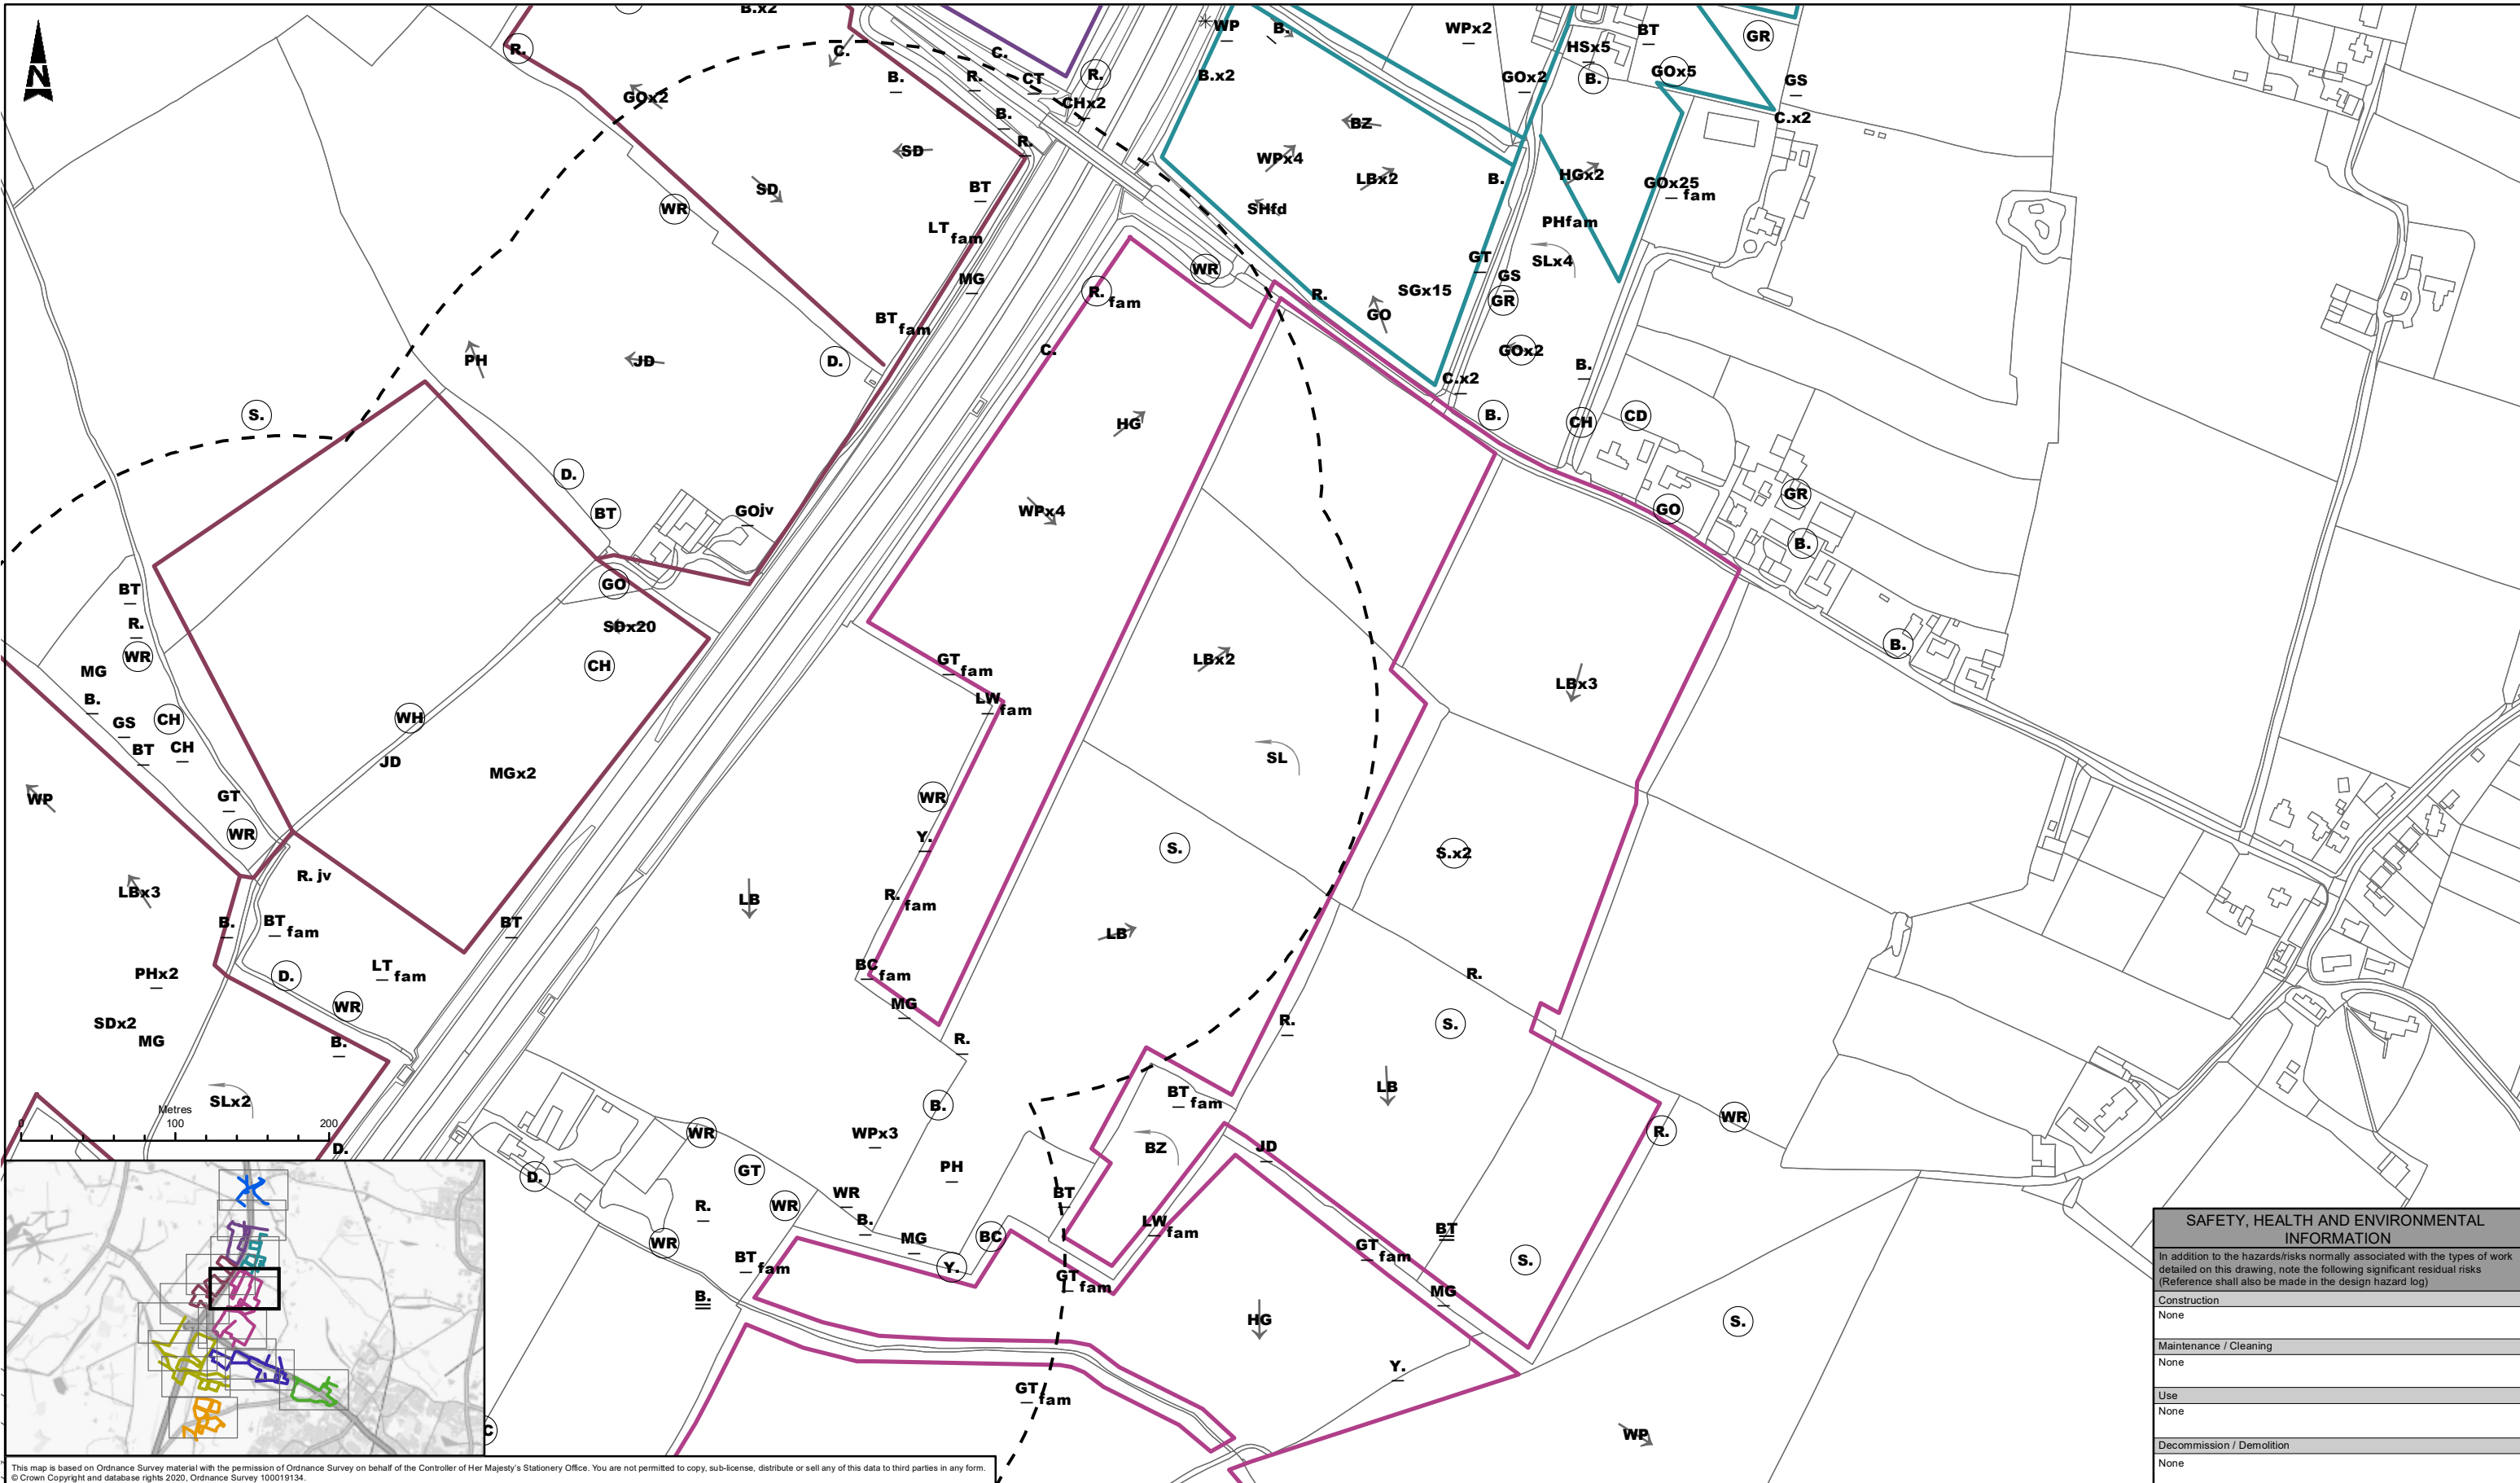 B.x2
WP
B.
WPx2
BT
GR
N
R.
C.
C.
R.
HSx5
GOx2
B.
R.
CT
R.
B.x2
GOx2
B.
GOx5
GS
CHx2
B.
C.x2
SD
R.
BZ
SD
BT
WPx4
LBx2
B.
HGx2
GOx25
fam
WR
SHfd
PHfam
LT
fam
GT
SLx4
MG
R.
fam
WR
GS
R.
SGx15
GR
BT
fam
GO
PH
JD
D.
C.
GOx2
C.x2
B.
S.
HG
B.
CH
CD
D.
GR
BT
GOjv
WPx4
GO
B.
BT
GO
R.
SDx20
WR
CH
GT
fam
LBx2
B.
MG
B.
LW
fam
LBx3
GS
CH
WH
BT
CH
JD
MGx2
SL
WP
GT
WR
WR
Y.
S.
S.x2
R. jv
LBx3
LB
R.
fam
B.
BT
fam
BT
LB
PHx2
D.
LT
fam
BC
fam
R.
WR
MG
SDx2
MG
B.
R.
R.
S.
SLx2
BT
fam
LB
Metres
0
100
200
D.
WR
B.
WPx3
BZ
JD
R.
WR
D.
GT
PH
R.
WR
WR
BT
WR
B.
MG
BC
LW
fam
BT
GT
fam
S.
BT
fam
Y.
GT
fam
MG
B.
HG
S.
Y.
GT
fam
WP
C
SAFETY, HEALTH AND ENVIRONMENTAL
INFORMATION
In addition to the hazards/risks normally associated with the types of work
detailed on this drawing, note the following significant residual risks
(Reference shall also be made in the design hazard log)
Construction
None
Maintenance / Cleaning
None
Use
None
Decommission / Demolition
None
This map is based on Ordnance Survey material with the permission of Ordnance Survey on behalf of the Controller of Her Majesty's Stationery Office. You are not permitted to copy, sub-license, distribute or sell any of this data to third parties in any form.
© Crown Copyright and database rights 2020, Ordnance Survey 100019134.